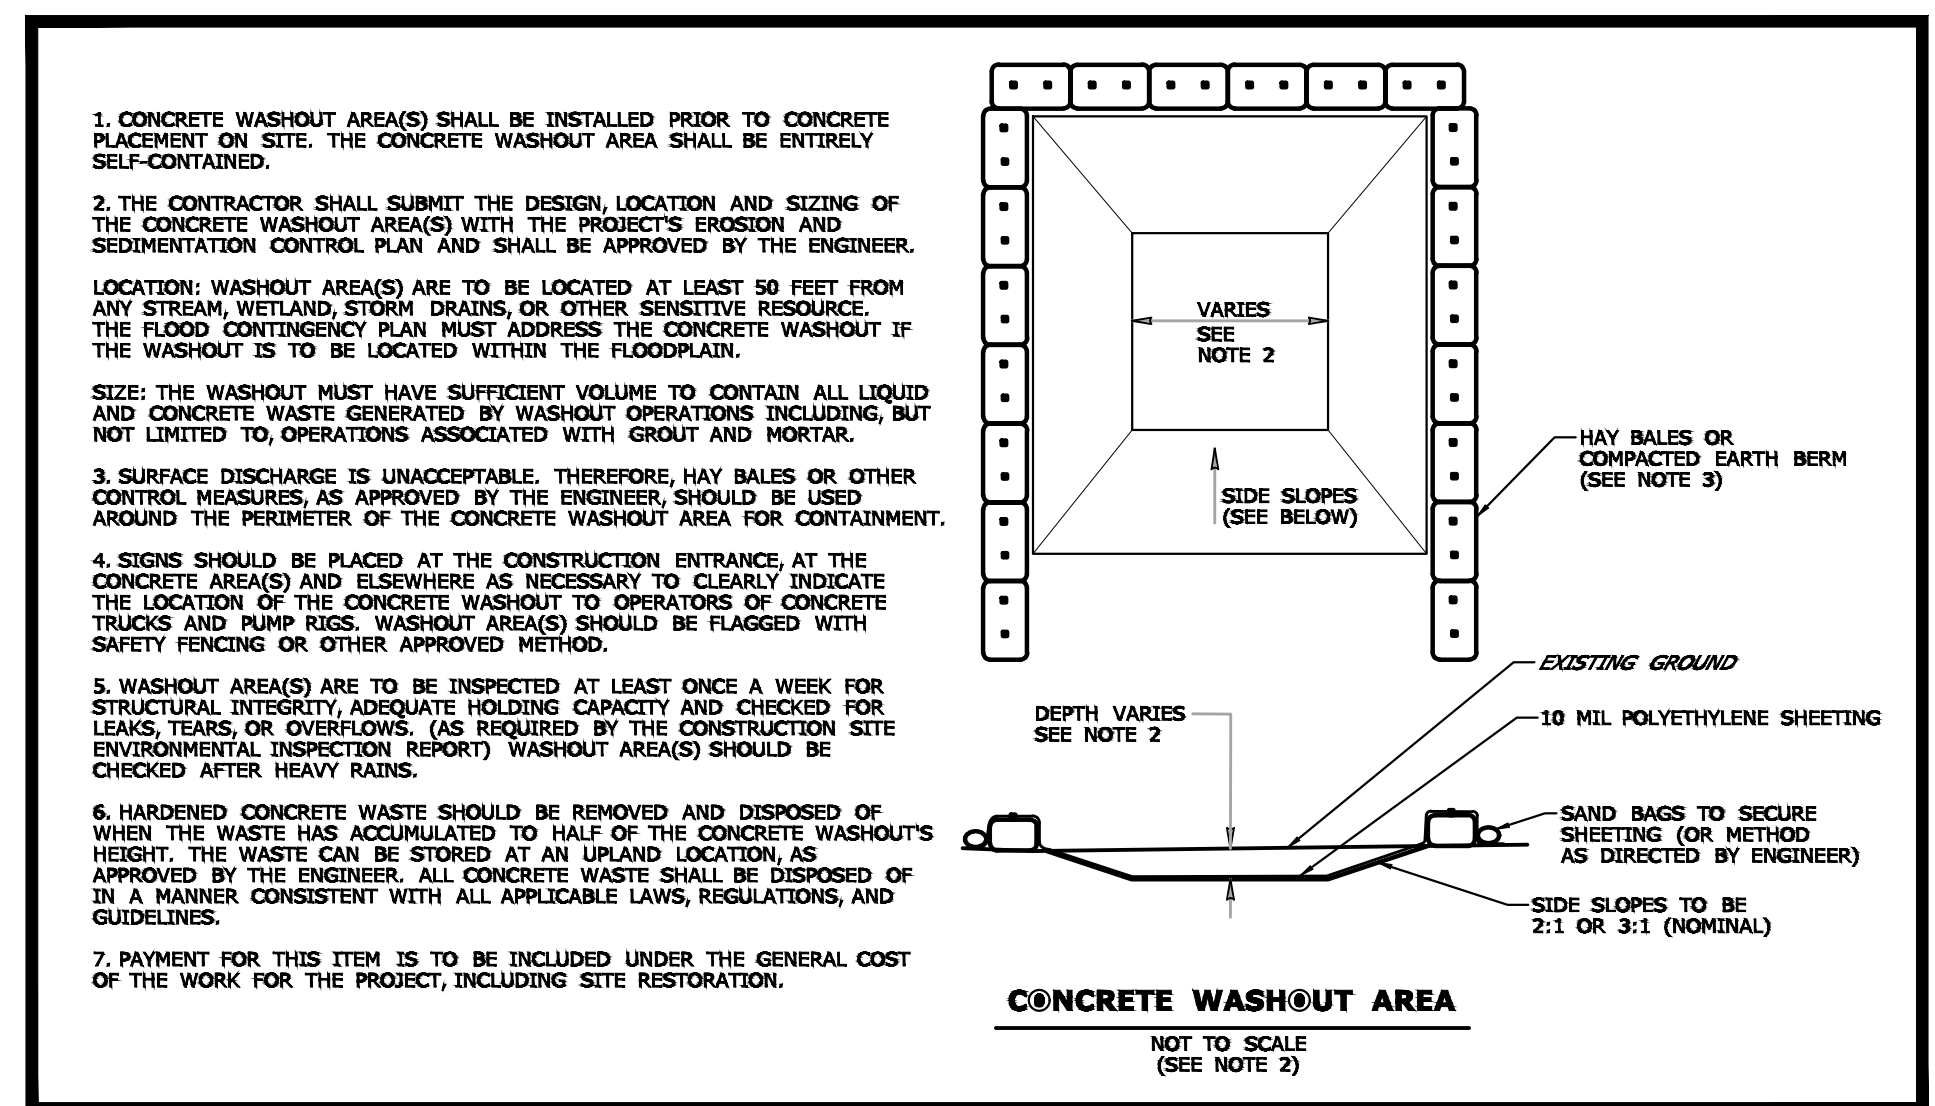 1. CONCRETE WASHOUT AREA(S) SHALL BE INSTALLED PRIOR TO CONCRETE
PLACEMENT ON SITE. THE CONCRETE WASHOUT AREA SHALL BE ENTIRELY
SELF-CONTAINED.
2. THE CONTRACTOR SHALL SUBMIT THE DESIGN, LOCATION AND SIZING OF
THE CONCRETE WASHOUT AREA(S) WITH THE PROJECT'S EROSION AND
SEDIMENTATION CONTROL PLAN AND SHALL BE APPROVED BY THE ENGINEER.
LOCATION: WASHOUT AREA(S) ARE TO BE LOCATED AT LEAST 50 FEET FROM
ANY STREAM, WETLAND, STORM DRAINS, OR OTHER SENSITIVE RESOURCE.
THE FLOOD CONTINGENCY PLAN MUST ADDRESS THE CONCRETE WASHOUT IF
THE WASHOUT IS TO BE LOCATED WITHIN THE FLOODPLAIN.
SIZE: THE WASHOUT MUST HAVE SUFFICIENT VOLUME TO CONTAIN ALL LIQUID
AND CONCRETE WASTE GENERATED BY WASHOUT OPERATIONS INCLUDING, BUT
NOT LIMITED TO, OPERATIONS ASSOCIATED WITH GROUT AND MORTAR.
3. SURFACE DISCHARGE IS UNACCEPTABLE. THEREFORE, HAY BALES OR OTHER
CONTROL MEASURES, AS APPROVED BY THE ENGINEER, SHOULD BE USED
AROUND THE PERIMETER OF THE CONCRETE WASHOUT AREA FOR CONTAINMENT.
4. SIGNS SHOULD BE PLACED AT THE CONSTRUCTION ENTRANCE, AT THE
CONCRETE AREA(S) AND ELSEWHERE AS NECESSARY TO CLEARLY INDICATE
THE LOCATION OF THE CONCRETE WASHOUT TO OPERATORS OF CONCRETE
TRUCKS AND PUMP RIGS. WASHOUT AREA(S) SHOULD BE FLAGGED WITH
SAFETY FENCING OR OTHER APPROVED METHOD.
5. WASHOUT AREA(S) ARE TO BE INSPECTED AT LEAST ONCE A WEEK FOR
STRUCTURAL INTEGRITY, ADEQUATE HOLDING CAPACITY AND CHECKED FOR
LEAKS, TEARS, OR OVERFLOWS. (AS REQUIRED BY THE CONSTRUCTION SITE
ENVIRONMENTAL INSPECTION REPORT) WASHOUT AREA(S) SHOULD BE
CHECKED AFTER HEAVY RAINS.
6. HARDENED CONCRETE WASTE SHOULD BE REMOVED AND DISPOSED OF
WHEN THE WASTE HAS ACCUMULATED TO HALF OF THE CONCRETE WASHOUT'S
HEIGHT. THE WASTE CAN BE STORED AT AN UPLAND LOCATION, AS
APPROVED BY THE ENGINEER. ALL CONCRETE WASTE SHALL BE DISPOSED OF
IN A MANNER CONSISTENT WITH ALL APPLICABLE LAWS, REGULATIONS, AND
GUIDELINES.
7. PAYMENT FOR THIS ITEM IS TO BE INCLUDED UNDER THE GENERAL COST
OF THE WORK FOR THE PROJECT, INCLUDING SITE RESTORATION.
VARIES
SEE
NOTE 2
SIDE SLOPES
(SEE BELOW)
HAY BALES OR
COMPACTED EARTH BERM
(SEE NOTE 3)
EXISTING GROUND
10 MIL POLYETHYLENE SHEETING
DEPTH VARIES
SEE NOTE 2
SAND BAGS TO SECURE
SHEETING (OR METHOD
AS DIRECTED BY ENGINEER)
SIDE SLOPES TO BE
2:1 OR 3:1 (NOMINAL)
CONCRETE WASHOUT AREA
NOT TO SCALE
(SEE NOTE 2)